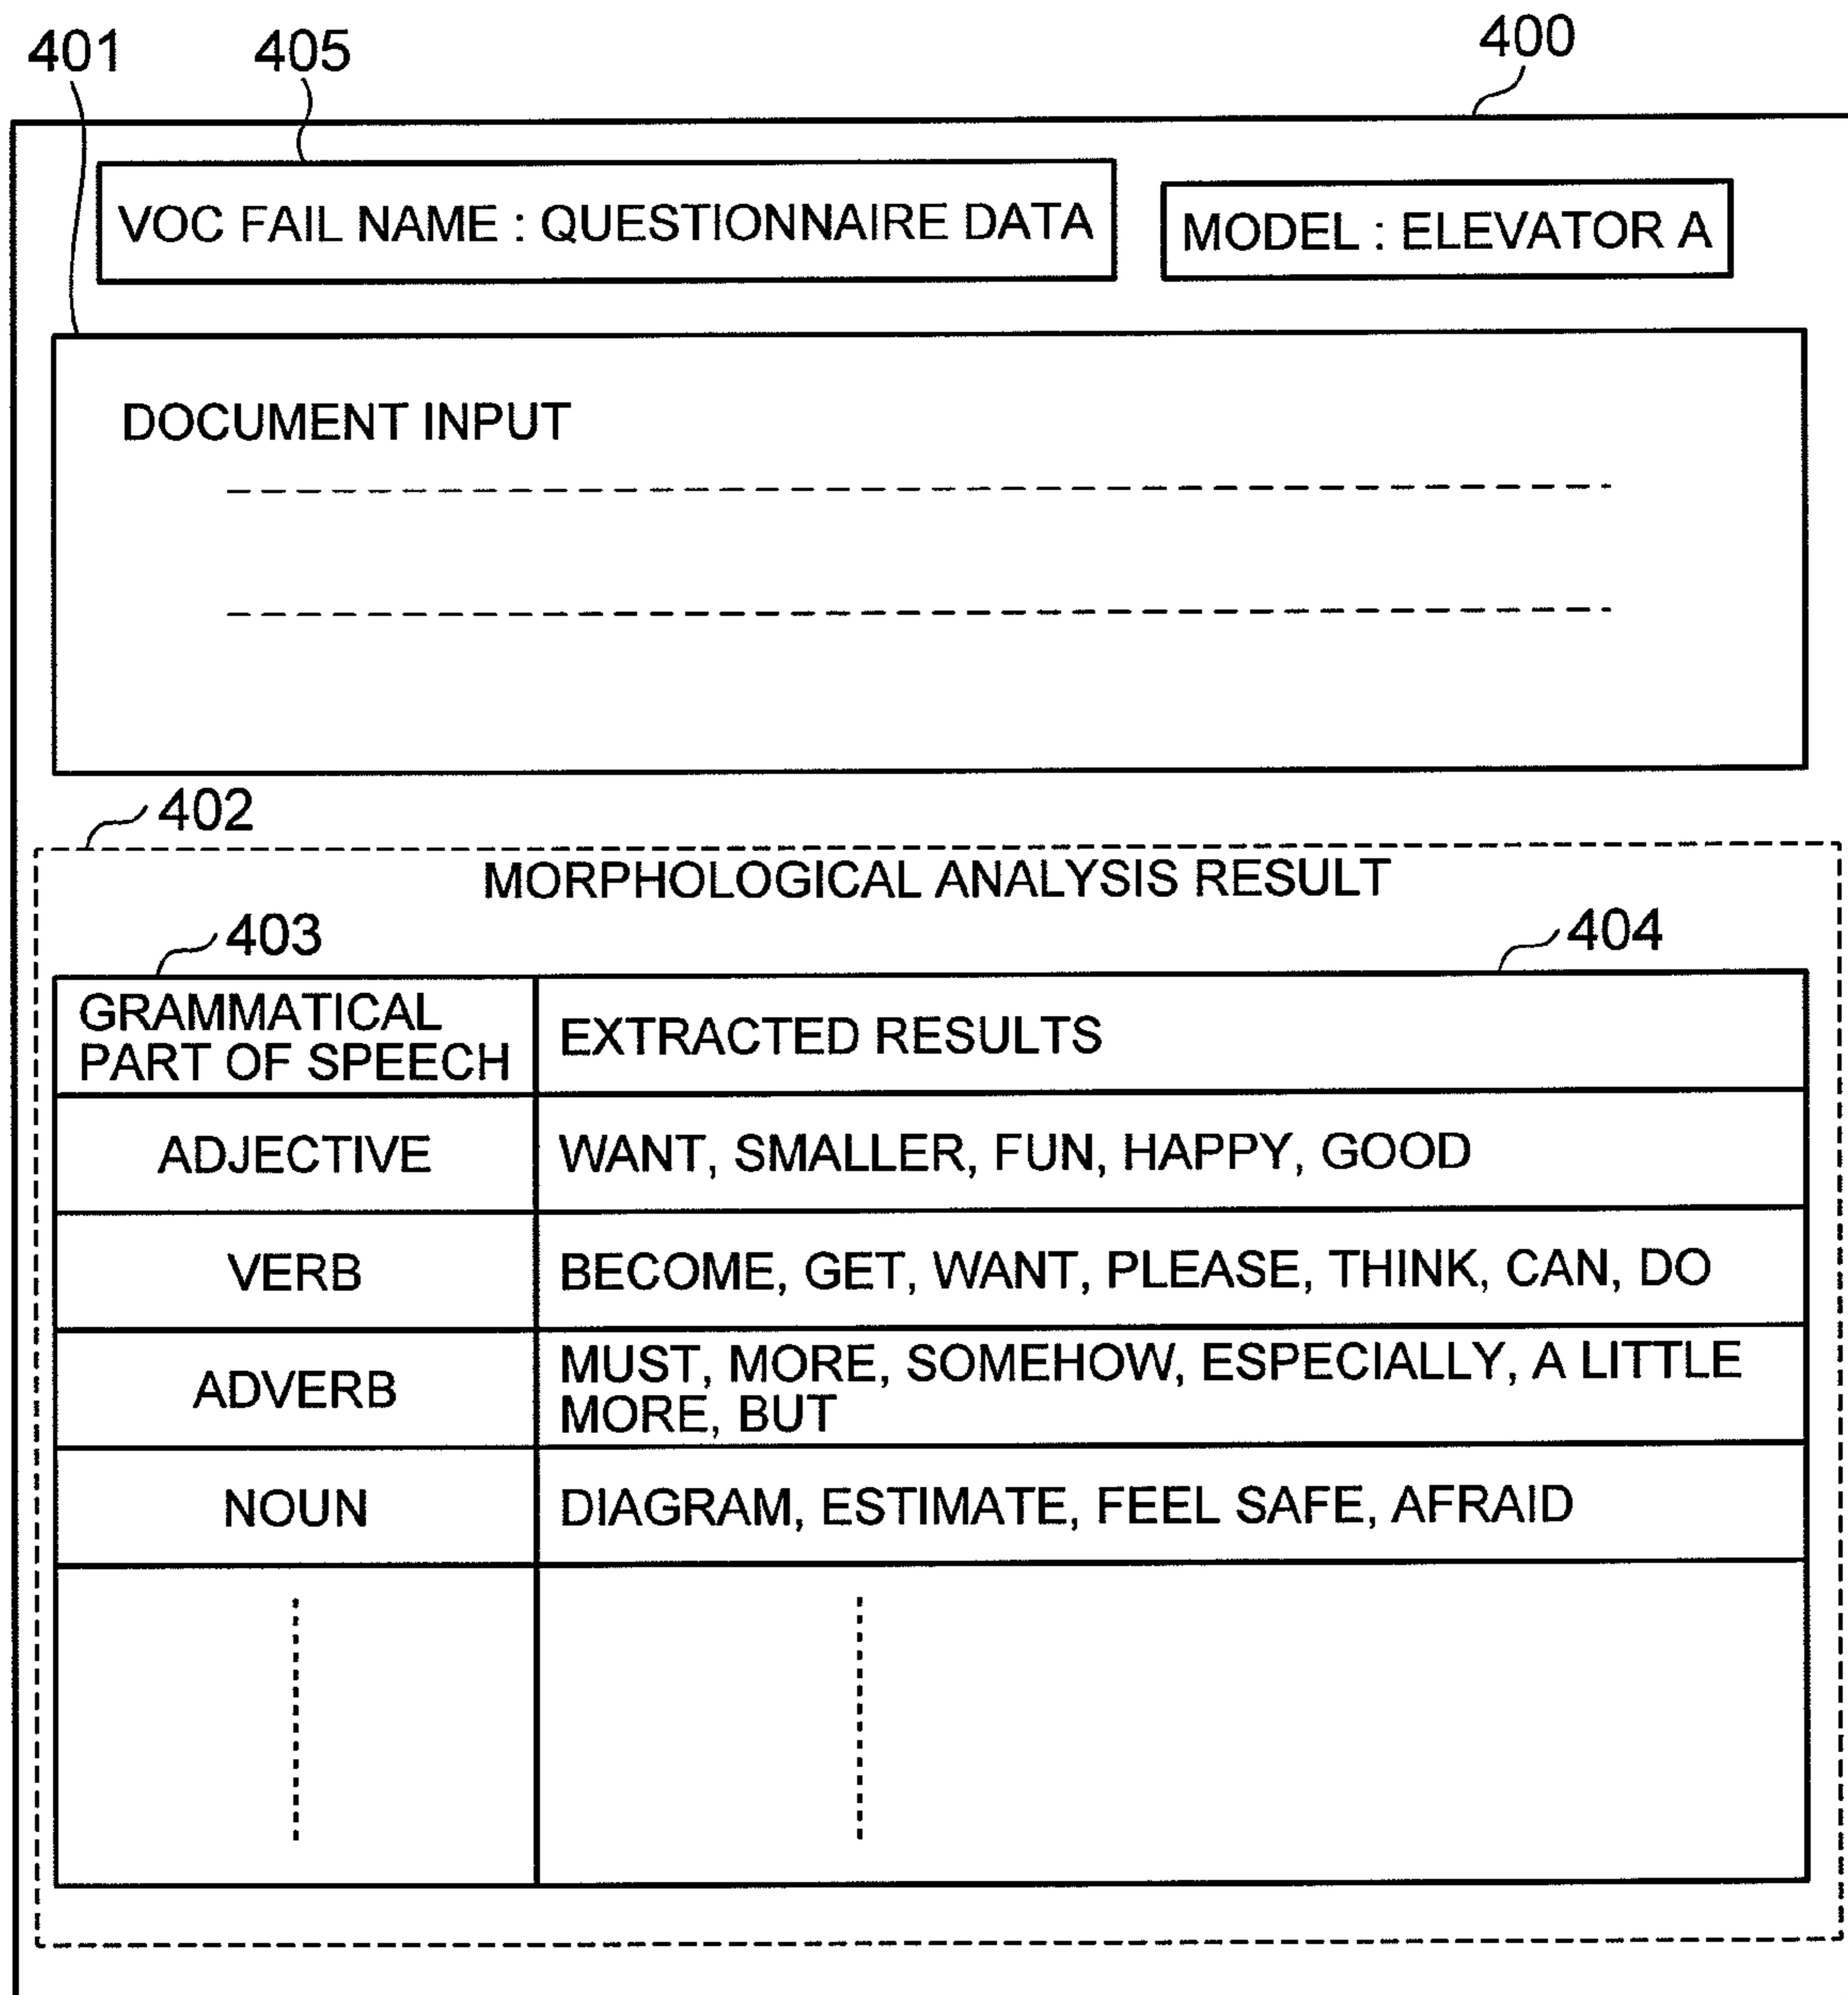 401 405 400
VOC FAIL NAME : QUESTIONNAIRE DATA
MODEL : ELEVATOR A
DOCUMENT INPUT
402
MORPHOLOGICAL ANALYSIS RESULT
403 404
GRAMMATICAL
PART OF SPEECH
EXTRACTED RESULTS
ADJECTIVE
WANT, SMALLER, FUN, HAPPY, GOOD
VERB
BECOME, GET, WANT, PLEASE, THINK, CAN, DO
ADVERB
MUST, MORE, SOMEHOW, ESPECIALLY, A LITTLE
MORE, BUT
NOUN
DIAGRAM, ESTIMATE, FEEL SAFE, AFRAID